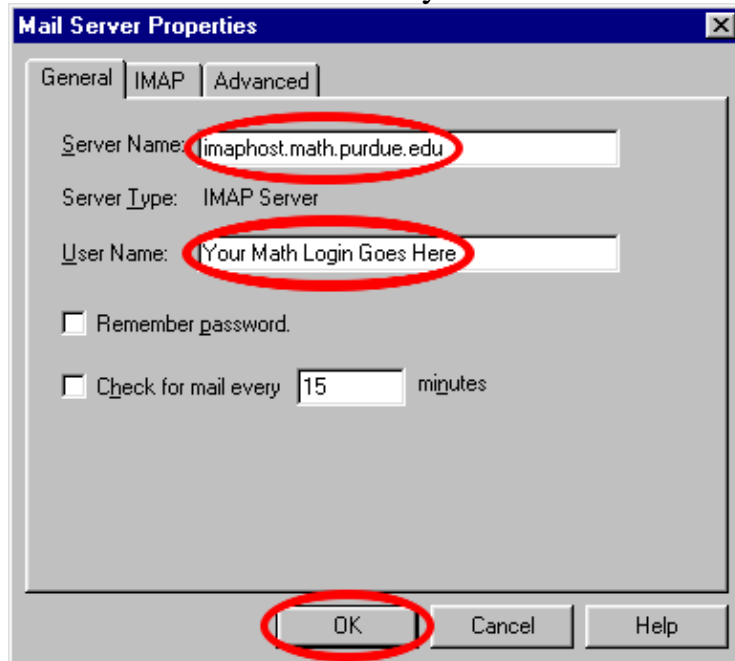 Mail Server Properties
General IMAP Advanced
Server Name: imaphost.math.purdue.edu
Server Type: IMAP Server
User Name: Your Math Login Goes Here
Remember password.
Check for mail every 15 minutes
OK Cancel Help